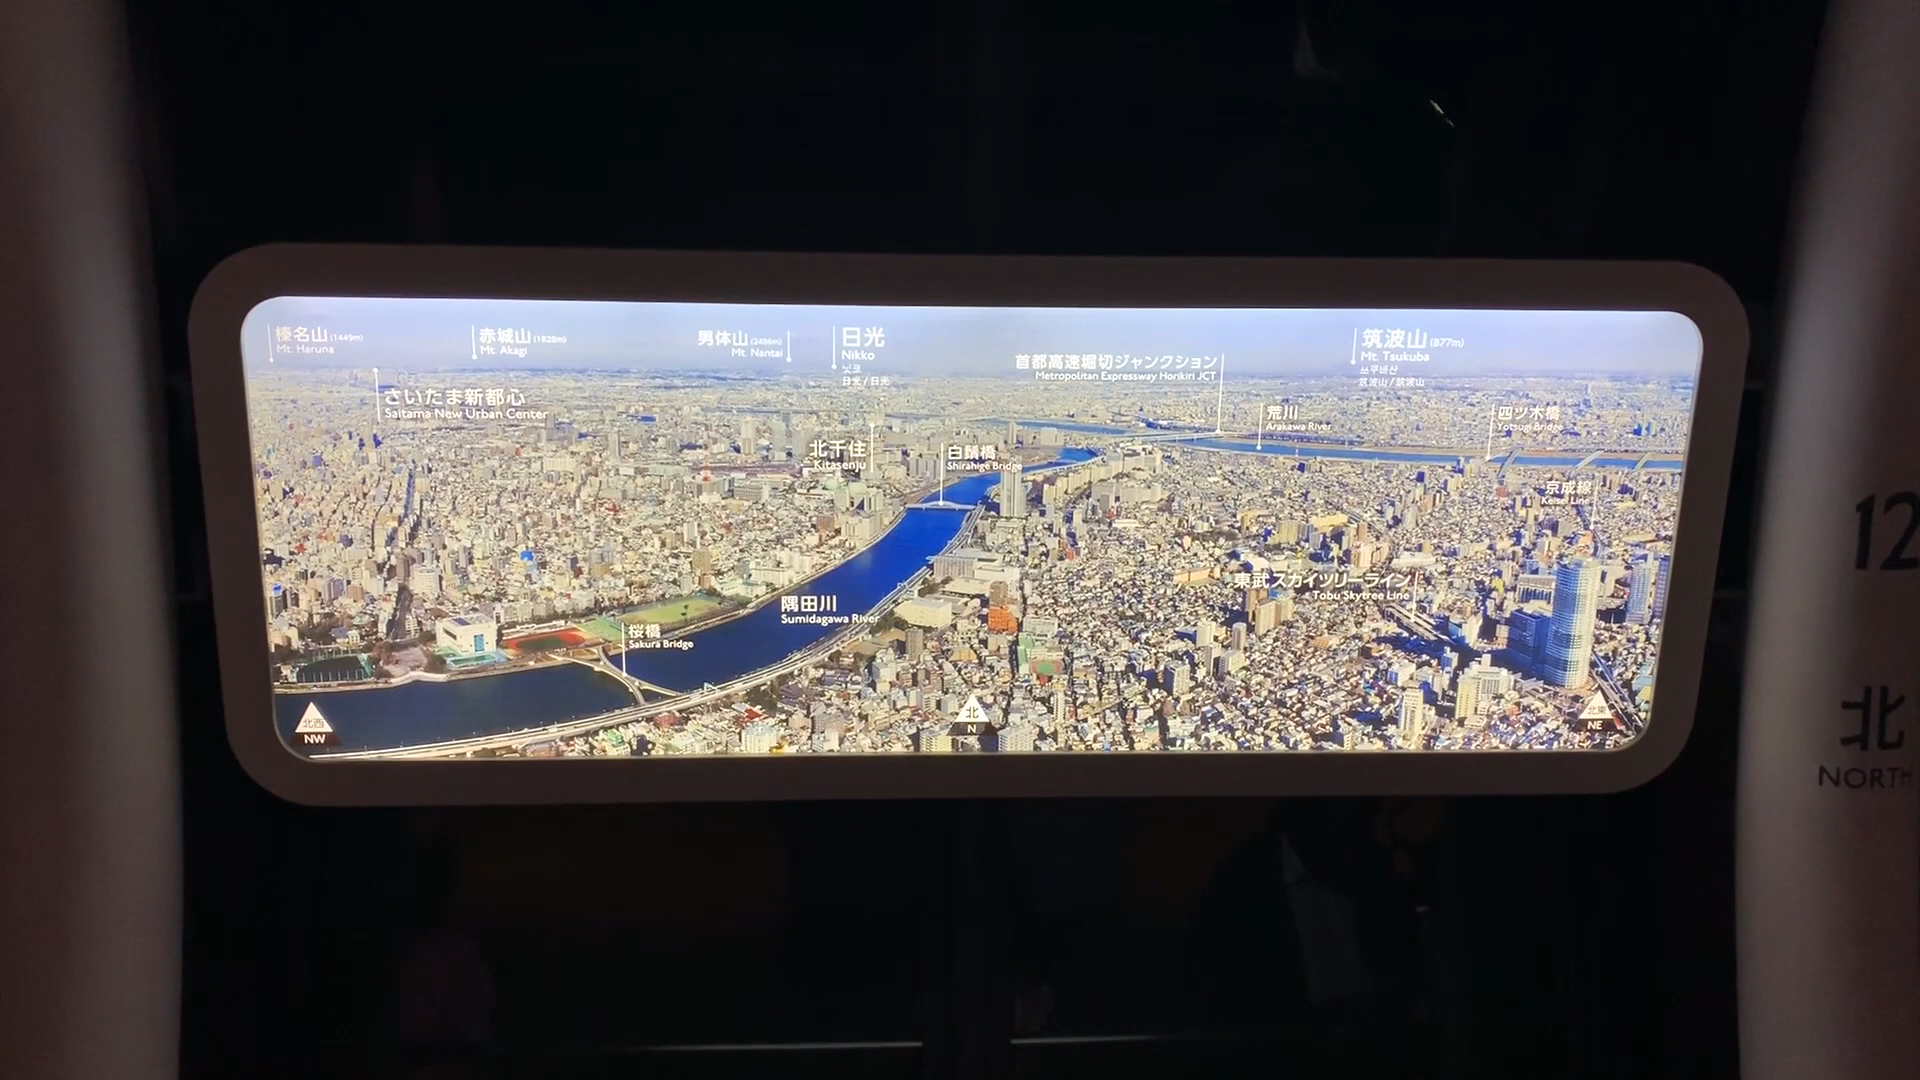 榛名山(1449m)
Mt. Haruna
赤城山(1828m)
Mt. Akagi
男体山(2486m)
Mt. Nantai
日光
Nikko
닛코
日光 / 日光
首都高速堀切ジャンクション
Metropolitan Expressway Horikiri JCT
筑波山(877m)
Mt. Tsukuba
쓰쿠바산
筑波山 / 筑波山
さいたま新都心
Saitama New Urban Center
荒川
Arakawa River
四ツ木橋
Yotsugi Bridge
北千住
Kitasenju
白鬚橋
Shirahige Bridge
京成線
Keisei Line
東武スカイツリーライン
Tobu Skytree Line
隅田川
Sumidagawa River
桜橋
Sakura Bridge
北西
NW
北
N
北東
NE
12
北
NORTH